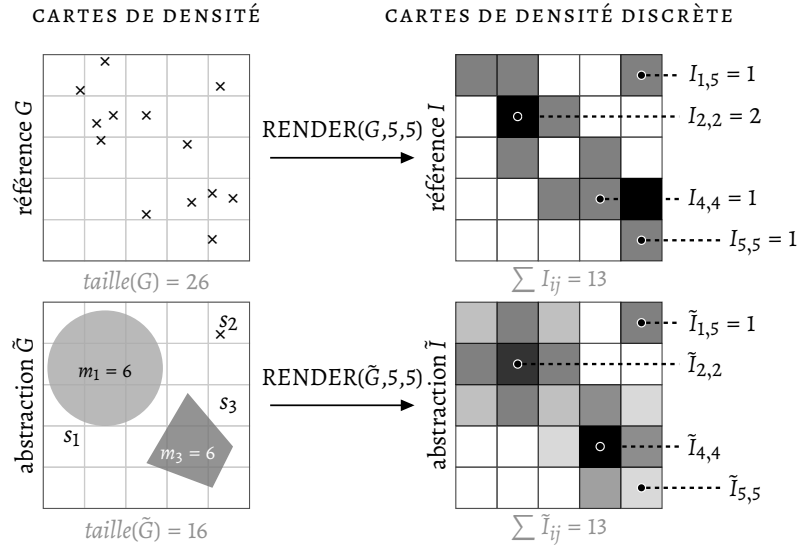 CARTES DE DENSITÉ
CARTES DE DENSITÉ DISCRÈTE
référence G
RENDER(G,5,5)
référence I
I1,5 = 1
I2,2 = 2
I4,4 = 1
I5,5 = 1
taille(G) = 26
∑ Iij = 13
abstraction G̃
m1 = 6
s2
s3
s1
m3 = 6
RENDER(G̃,5,5)
abstraction Ĩ
Ĩ1,5 = 1
Ĩ2,2
Ĩ4,4
Ĩ5,5
taille(G̃) = 16
∑ Ĩij = 13